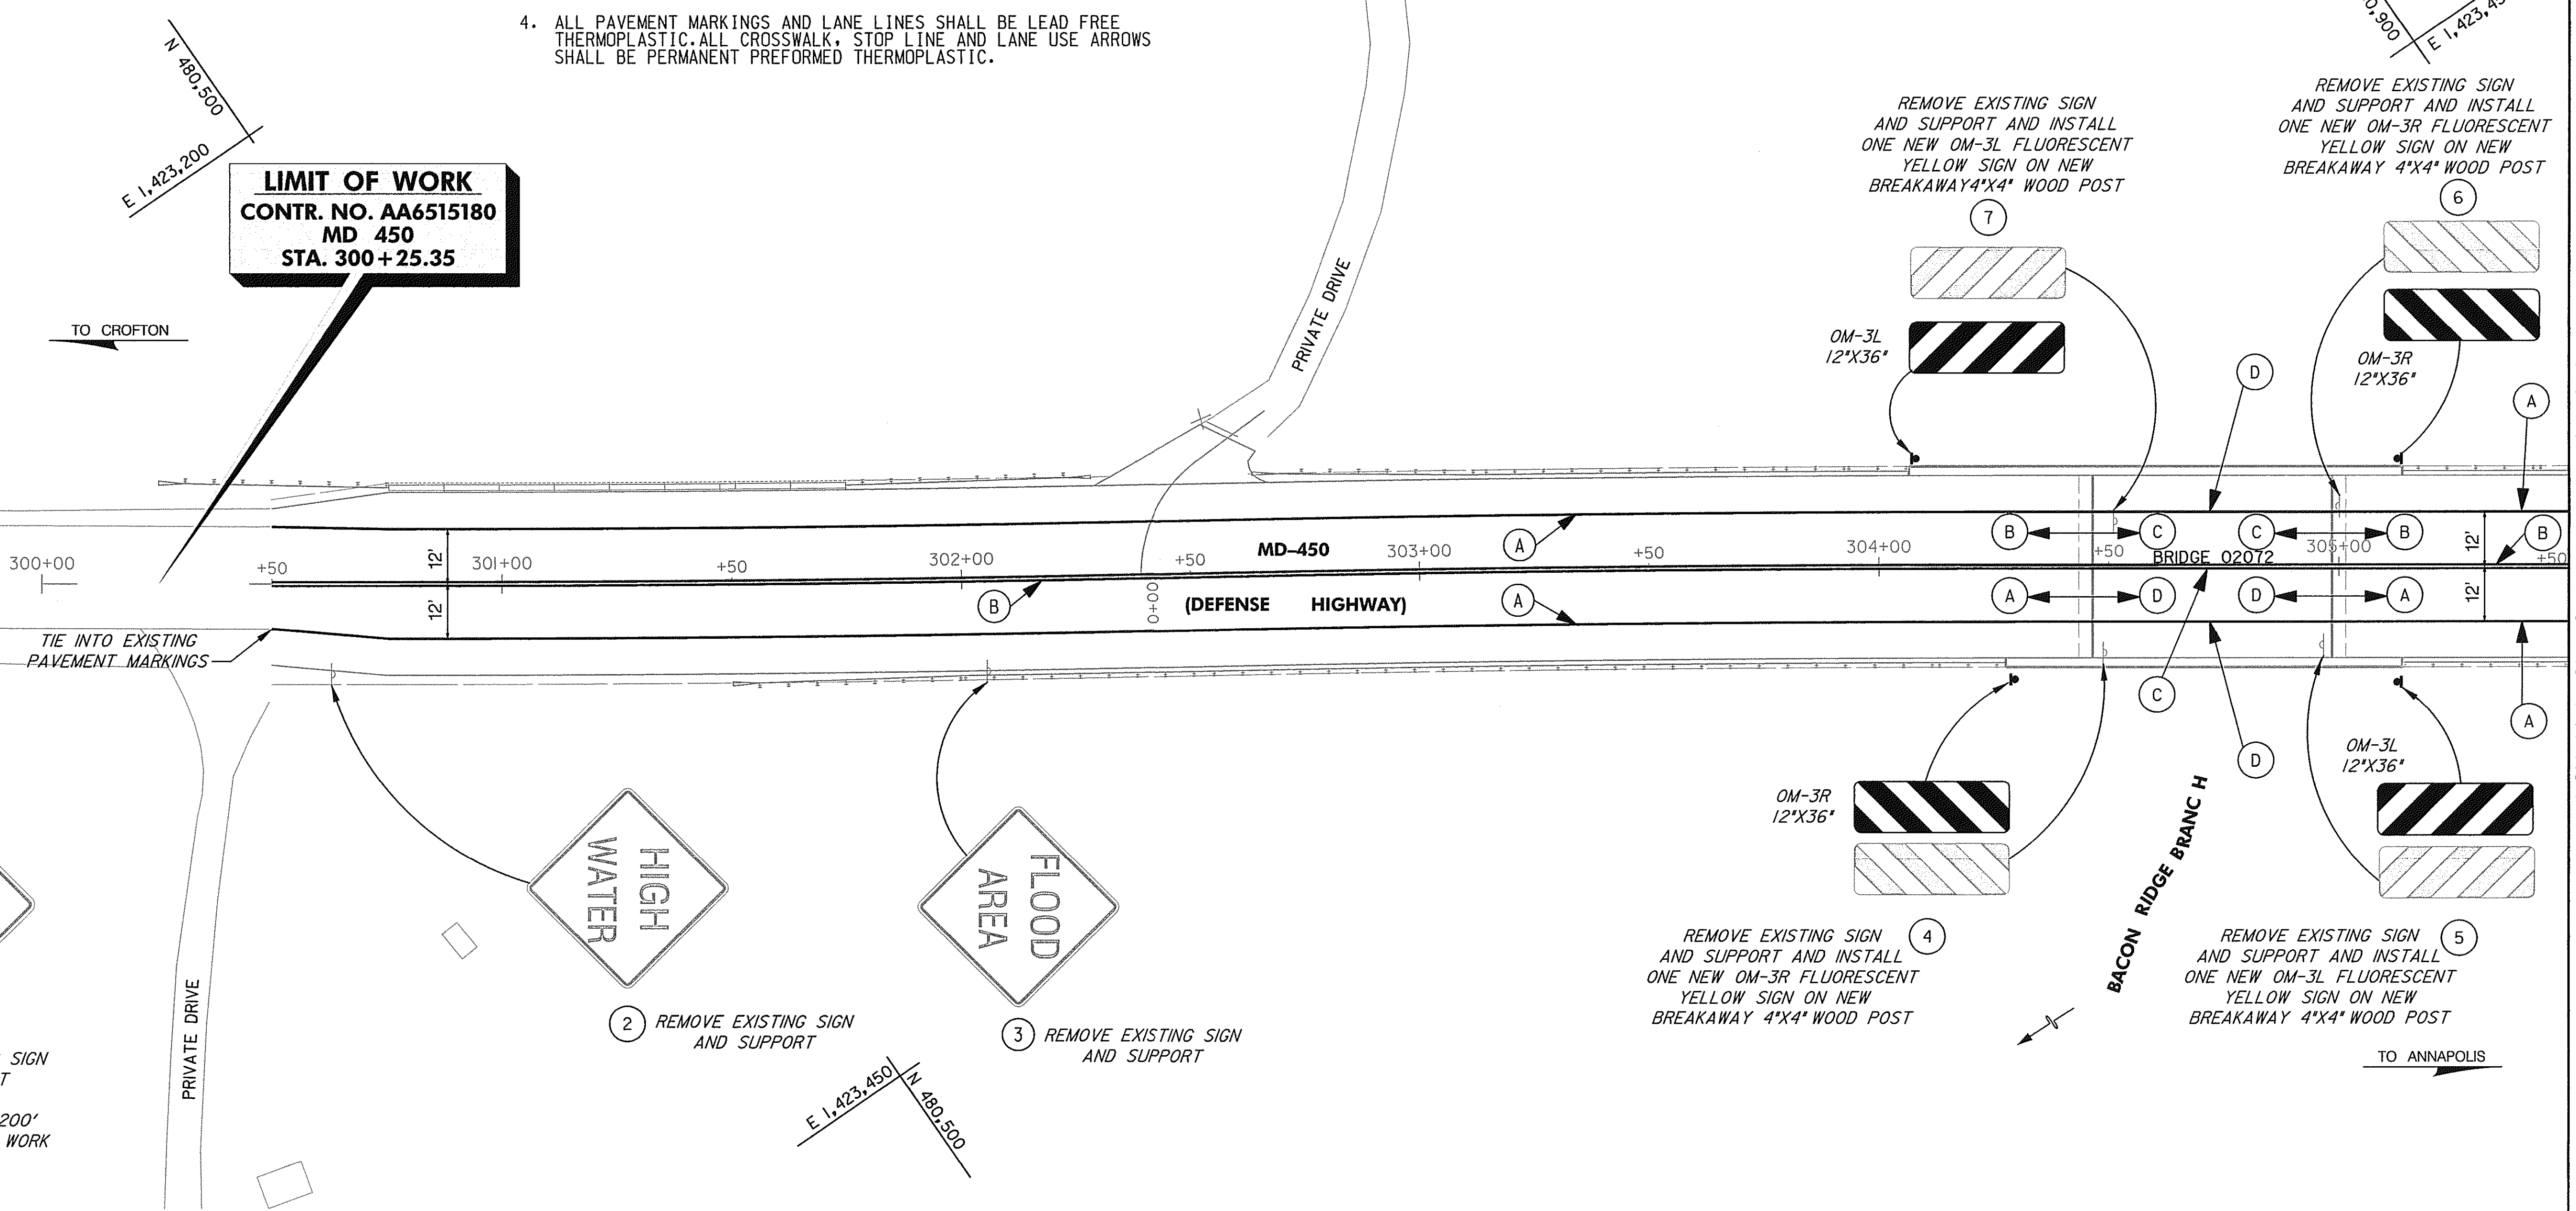 4. ALL PAVEMENT MARKINGS AND LANE LINES SHALL BE LEAD FREE
THERMOPLASTIC.ALL CROSSWALK, STOP LINE AND LANE USE ARROWS
SHALL BE PERMANENT PREFORMED THERMOPLASTIC.
N 480,500
E 1,423,200
LIMIT OF WORK
CONTR. NO. AA6515180
MD 450
STA. 300+25.35
TO CROFTON
PRIVATE DRIVE
REMOVE EXISTING SIGN
AND SUPPORT AND INSTALL
ONE NEW OM-3L FLUORESCENT
YELLOW SIGN ON NEW
BREAKAWAY4"X4" WOOD POST
7
OM-3L
12"X36"
REMOVE EXISTING SIGN
AND SUPPORT AND INSTALL
ONE NEW OM-3R FLUORESCENT
YELLOW SIGN ON NEW
BREAKAWAY 4"X4" WOOD POST
6
OM-3R
12"X36"
D
A
300+00
+50
12'
301+00
+50
302+00
+50
MD-450
303+00
A
+50
304+00
B
C
+50
C
B
305+00
BRIDGE 02072
12'
B
+50
12'
B
0+00
(DEFENSE HIGHWAY)
A
A
D
D
A
12'
TIE INTO EXISTING
PAVEMENT MARKINGS
C
D
A
HIGH
WATER
2
REMOVE EXISTING SIGN
AND SUPPORT
FLOOD
AREA
3
REMOVE EXISTING SIGN
AND SUPPORT
OM-3R
12"X36"
4
REMOVE EXISTING SIGN
AND SUPPORT AND INSTALL
ONE NEW OM-3R FLUORESCENT
YELLOW SIGN ON NEW
BREAKAWAY 4"X4" WOOD POST
BACON RIDGE BRANC H
OM-3L
12"X36"
5
REMOVE EXISTING SIGN
AND SUPPORT AND INSTALL
ONE NEW OM-3L FLUORESCENT
YELLOW SIGN ON NEW
BREAKAWAY 4"X4" WOOD POST
TO ANNAPOLIS
PRIVATE DRIVE
E 1,423,450
N 480,500
SIGN
200'
WORK